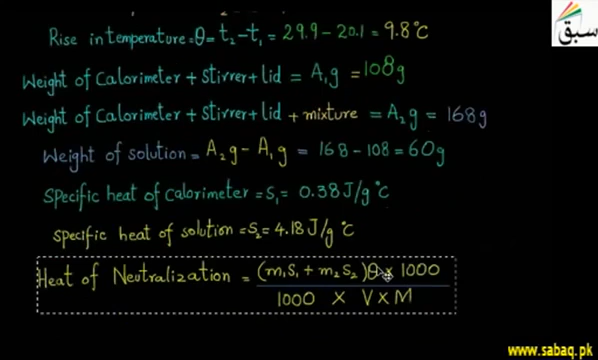 سبق
Rise in temperature = θ = t₂ - t₁ = 29.9 - 20.1 = 9.8°C
Weight of Calorimeter + Stirrer + lid = A₁g = 108g
Weight of Calorimeter + Stirrer + lid + mixture = A₂g = 168g
Weight of solution = A₂g - A₁g = 168 - 108 = 60g
Specific heat of calorimeter = S₁ = 0.38 J/g °C
Specific heat of solution = S₂ = 4.18 J/g °C
Heat of Neutralization = (m₁S₁ + m₂S₂)θ × 1000
1000 × V × M
www.sabaq.pk